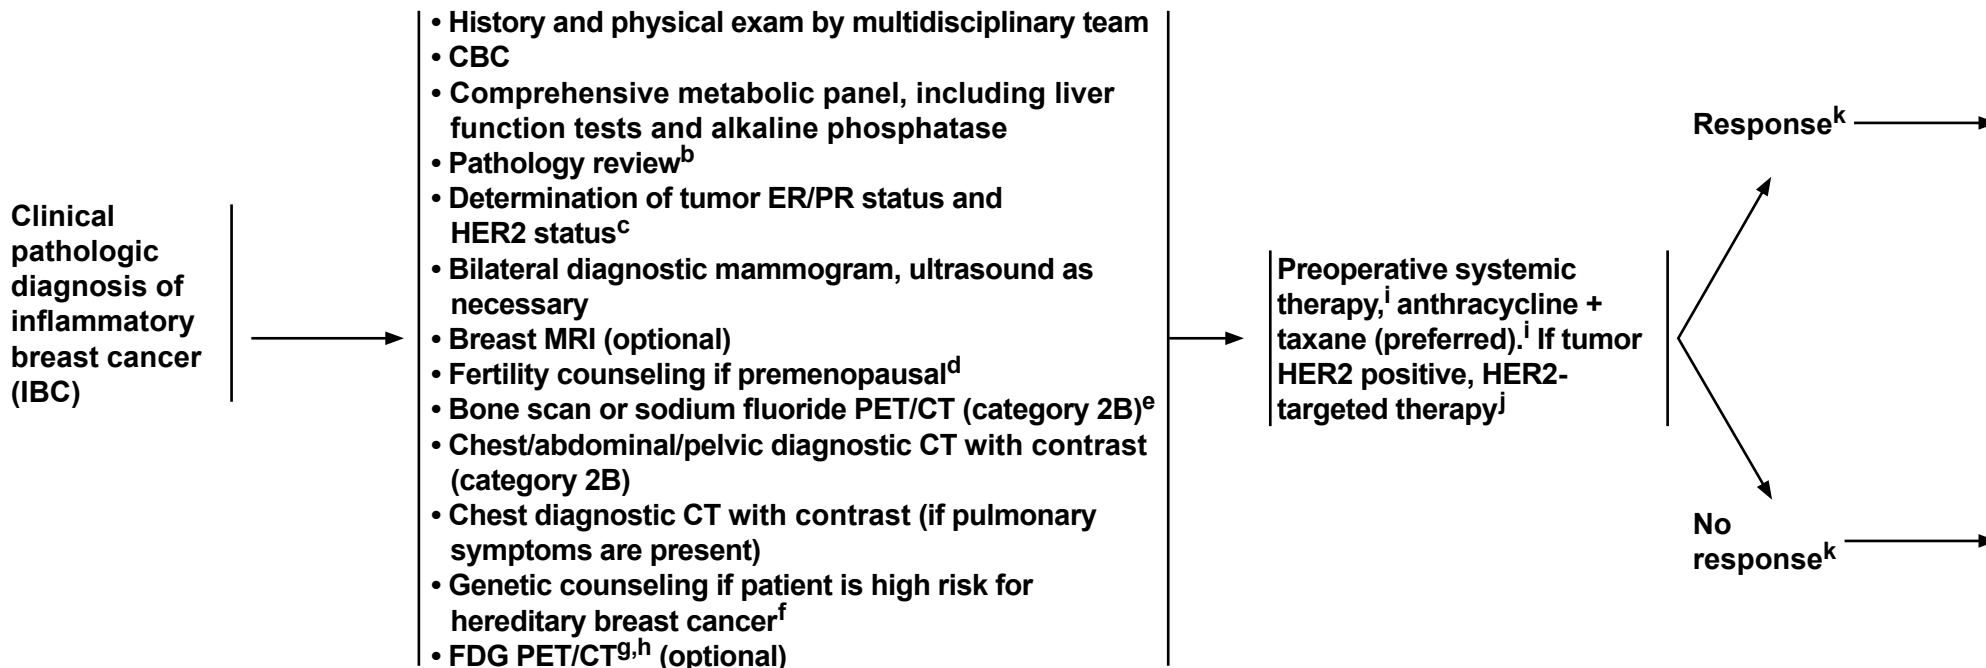 Clinical
pathologic
diagnosis of
inflammatory
breast cancer
(IBC)
• History and physical exam by multidisciplinary team
• CBC
• Comprehensive metabolic panel, including liver
function tests and alkaline phosphatase
• Pathology reviewᵇ
• Determination of tumor ER/PR status and
HER2 statusᶜ
• Bilateral diagnostic mammogram, ultrasound as
necessary
• Breast MRI (optional)
• Fertility counseling if premenopausalᵈ
• Bone scan or sodium fluoride PET/CT (category 2B)ᵉ
• Chest/abdominal/pelvic diagnostic CT with contrast
(category 2B)
• Chest diagnostic CT with contrast (if pulmonary
symptoms are present)
• Genetic counseling if patient is high risk for
hereditary breast cancerᶠ
• FDG PET/CTᵍ,ʰ (optional)
Preoperative systemic
therapy,ⁱ anthracycline +
taxane (preferred).ⁱ If tumor
HER2 positive, HER2-
targeted therapyʲ
Responseᵏ
No
responseᵏ